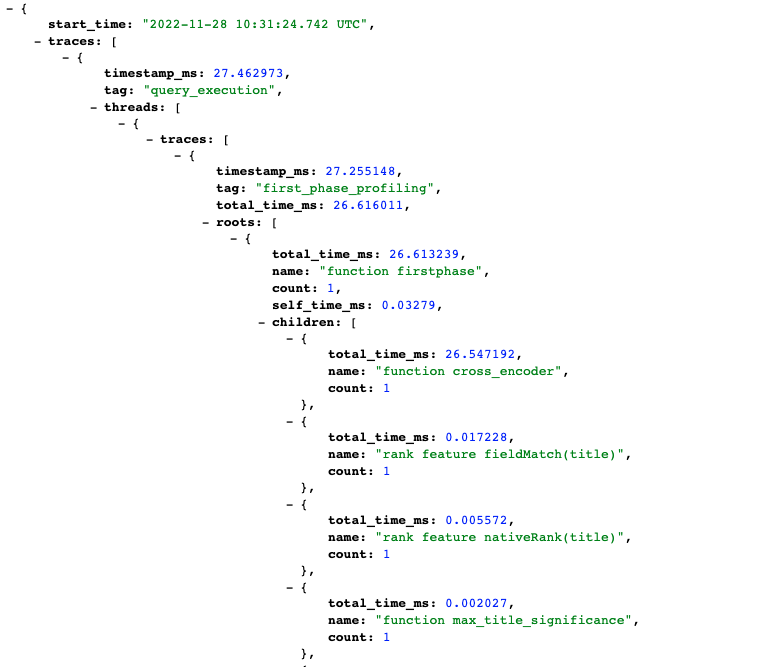 – {
start_time: "2022-11-28 10:31:24.742 UTC",
– traces: [
– {
timestamp_ms: 27.462973,
tag: "query_execution",
– threads: [
– {
– traces: [
– {
timestamp_ms: 27.255148,
tag: "first_phase_profiling",
total_time_ms: 26.616011,
– roots: [
– {
total_time_ms: 26.613239,
name: "function firstphase",
count: 1,
self_time_ms: 0.03279,
– children: [
– {
total_time_ms: 26.547192,
name: "function cross_encoder",
count: 1
},
– {
total_time_ms: 0.017228,
name: "rank feature fieldMatch(title)",
count: 1
},
– {
total_time_ms: 0.005572,
name: "rank feature nativeRank(title)",
count: 1
},
– {
total_time_ms: 0.002027,
name: "function max_title_significance",
count: 1
},